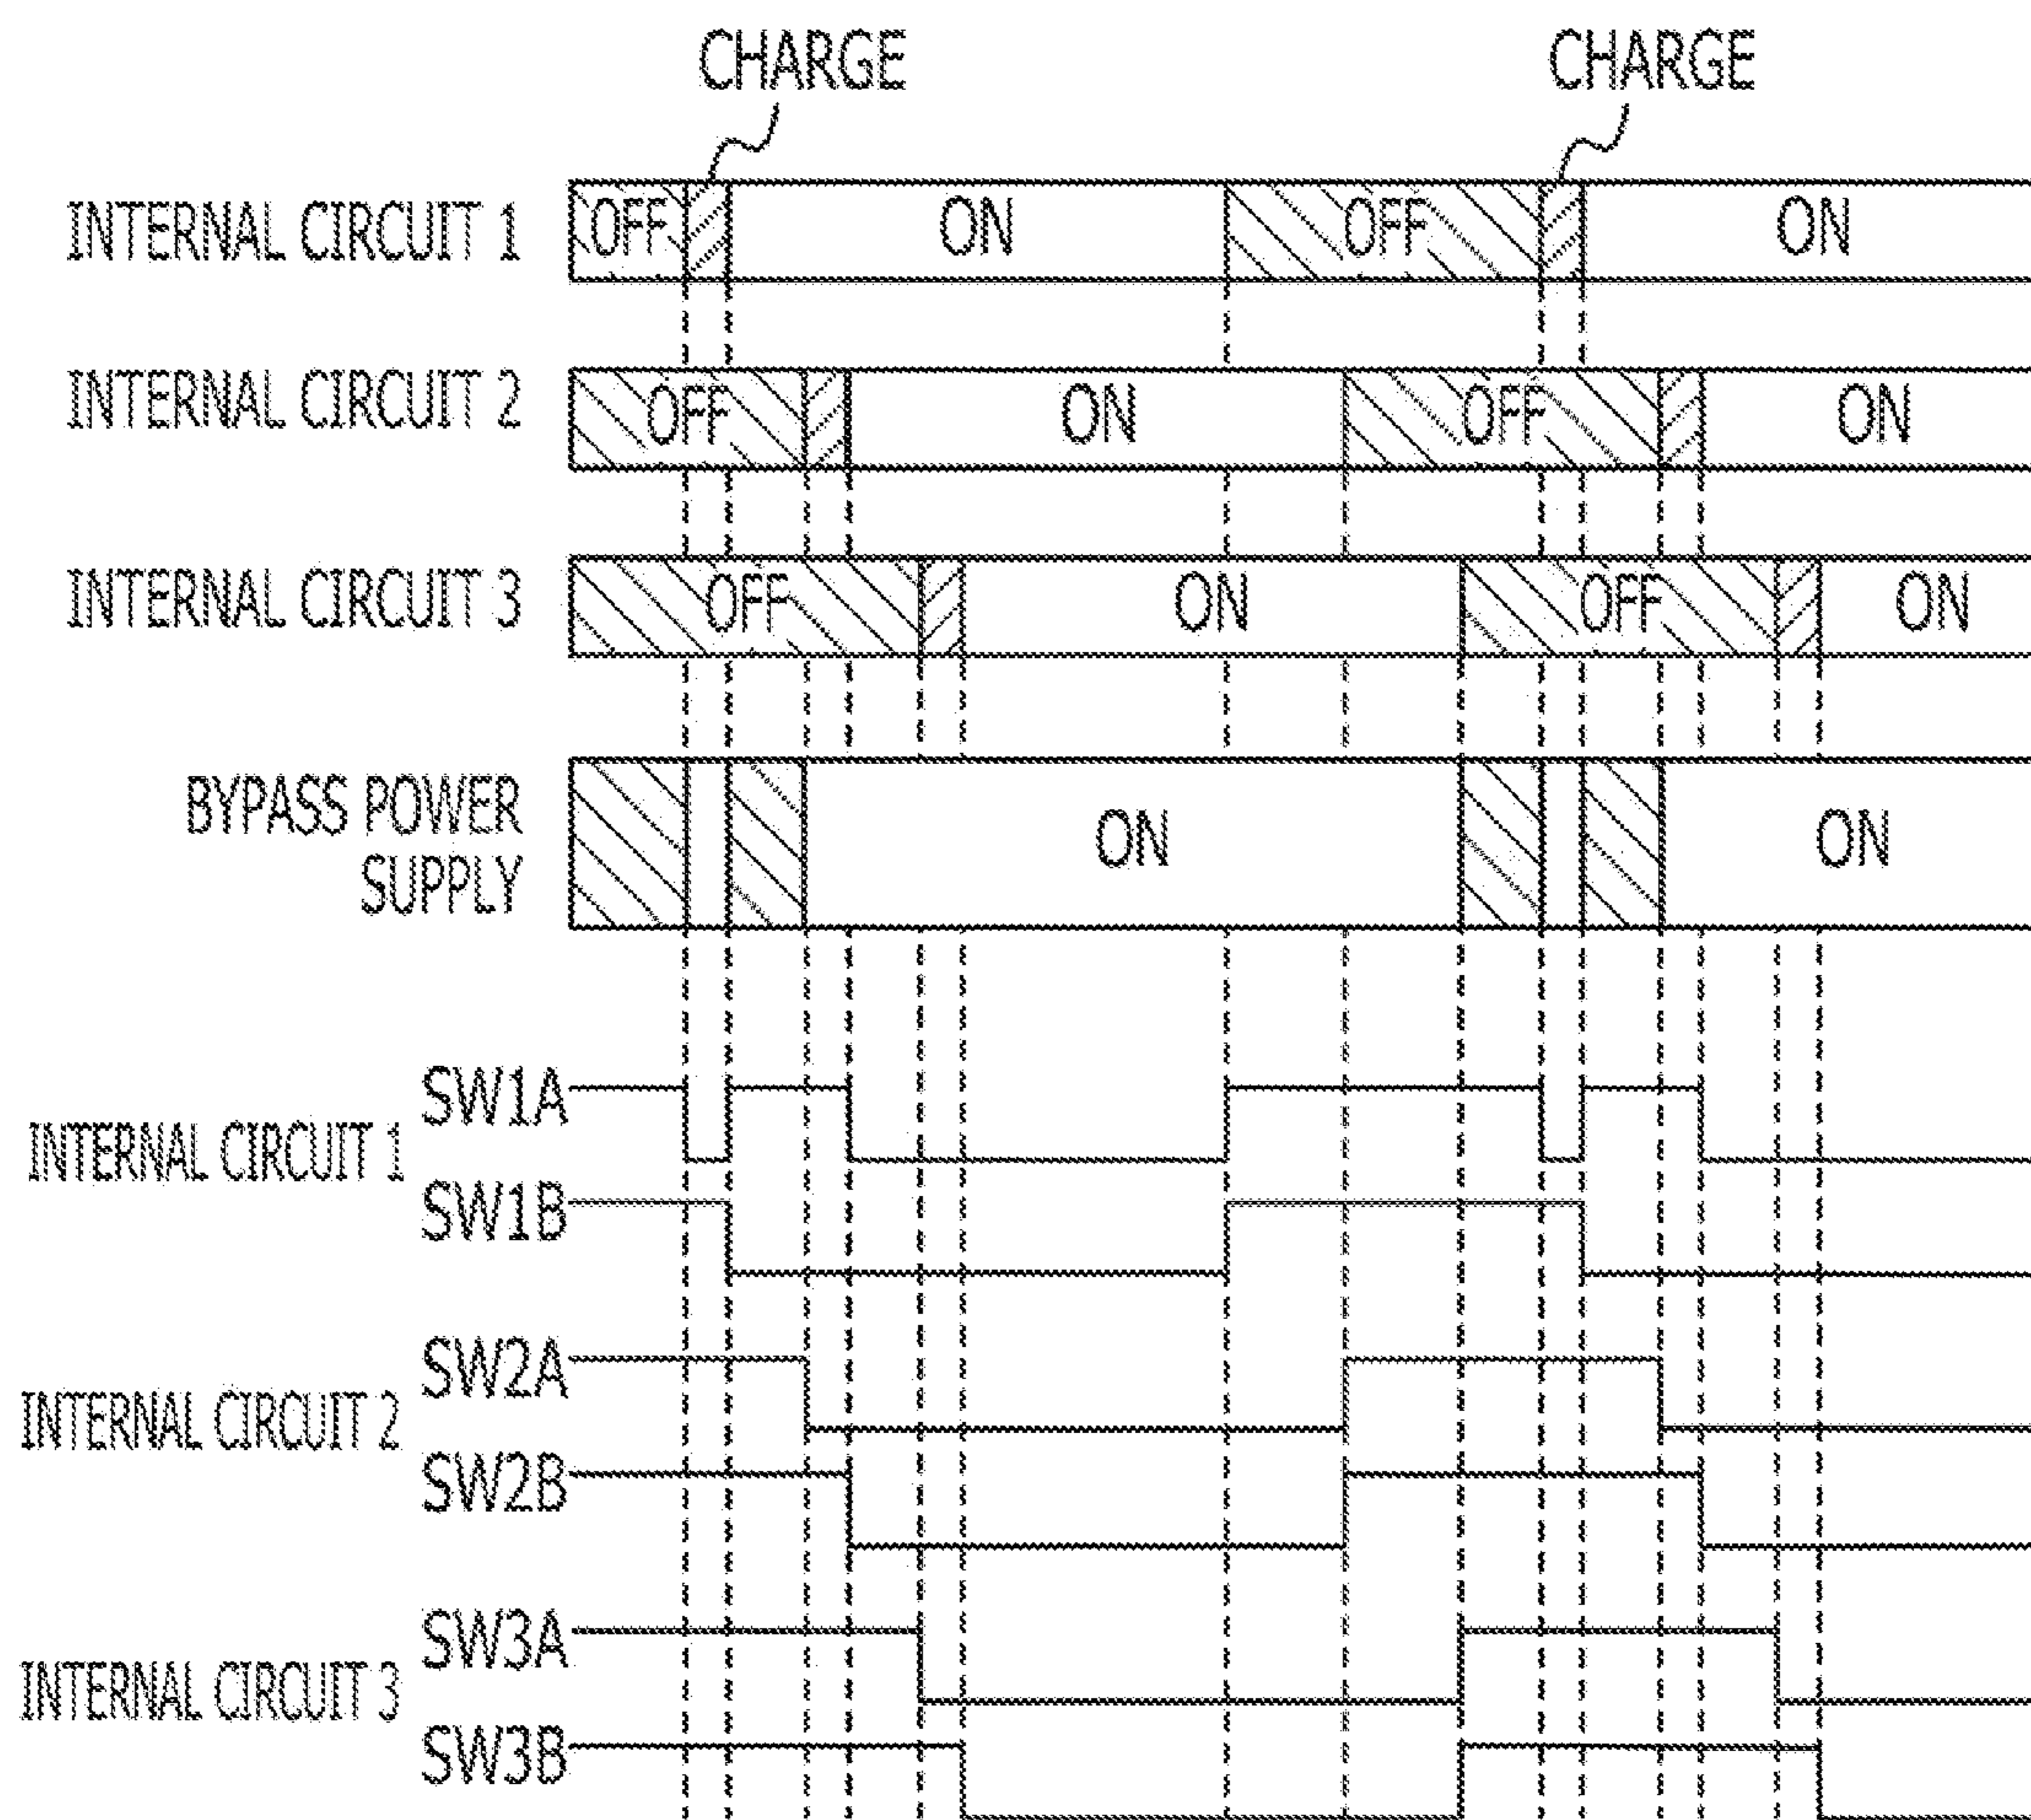 CHARGE CHARGE
INTERNAL CIRCUIT 1 OFF ON OFF ON
INTERNAL CIRCUIT 2 OFF ON OFF ON
INTERNAL CIRCUIT 3 OFF ON OFF ON
BYPASS POWER
SUPPLY
ON ON
INTERNAL CIRCUIT 1
SW1A
SW1B
INTERNAL CIRCUIT 2
SW2A
SW2B
INTERNAL CIRCUIT 3
SW3A
SW3B